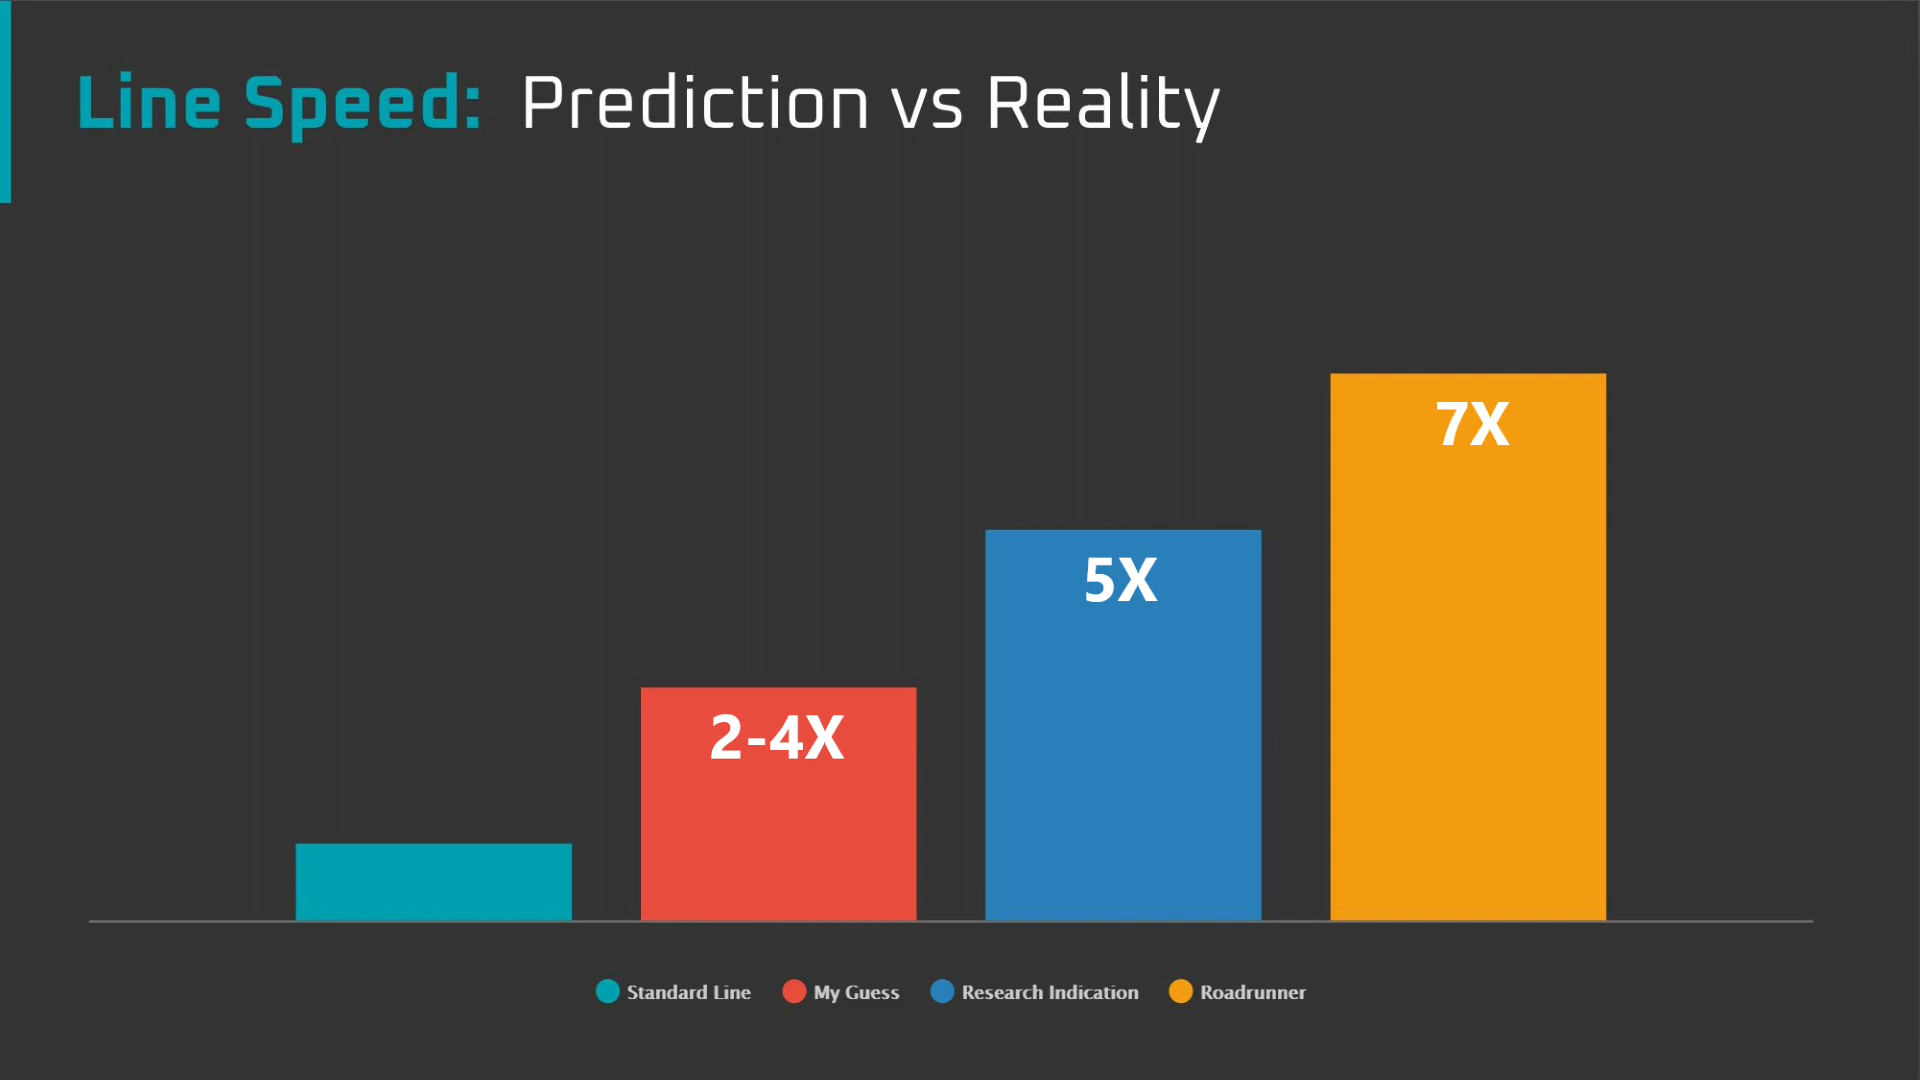 Line Speed: Prediction vs Reality
7X
5X
2-4X
Standard Line My Guess Research Indication Roadrunner